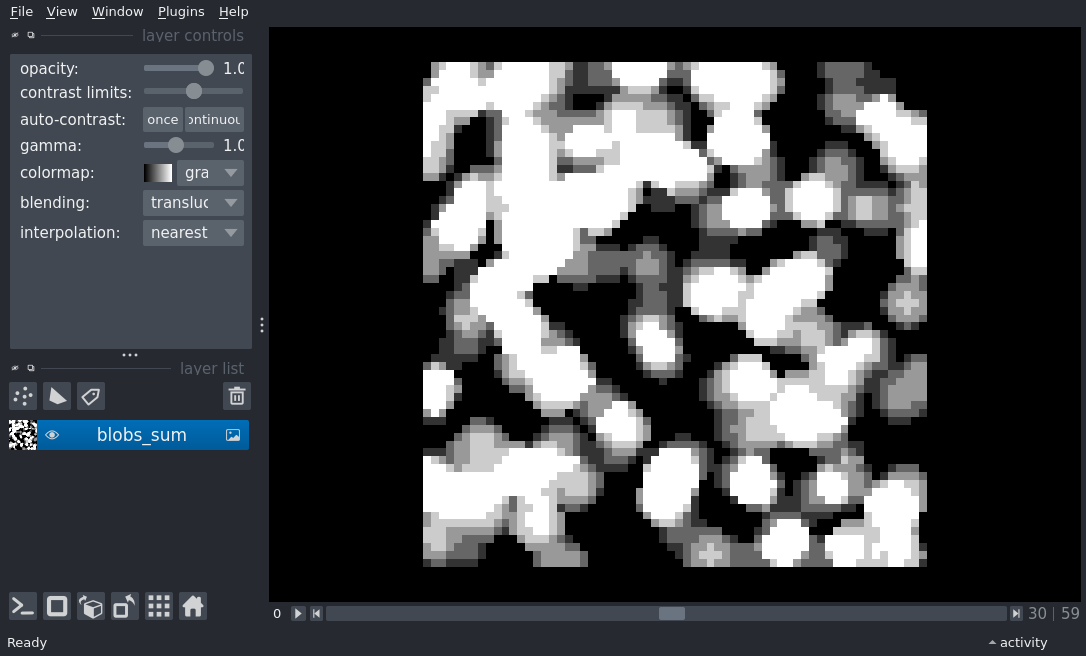 File View Window Plugins Help
layer controls
opacity: 1.0
contrast limits:
auto-contrast: once ontinuou
gamma: 1.0
colormap: gra
blending: transluc
interpolation: nearest
layer list
blobs_sum
0 30 | 59
Ready activity